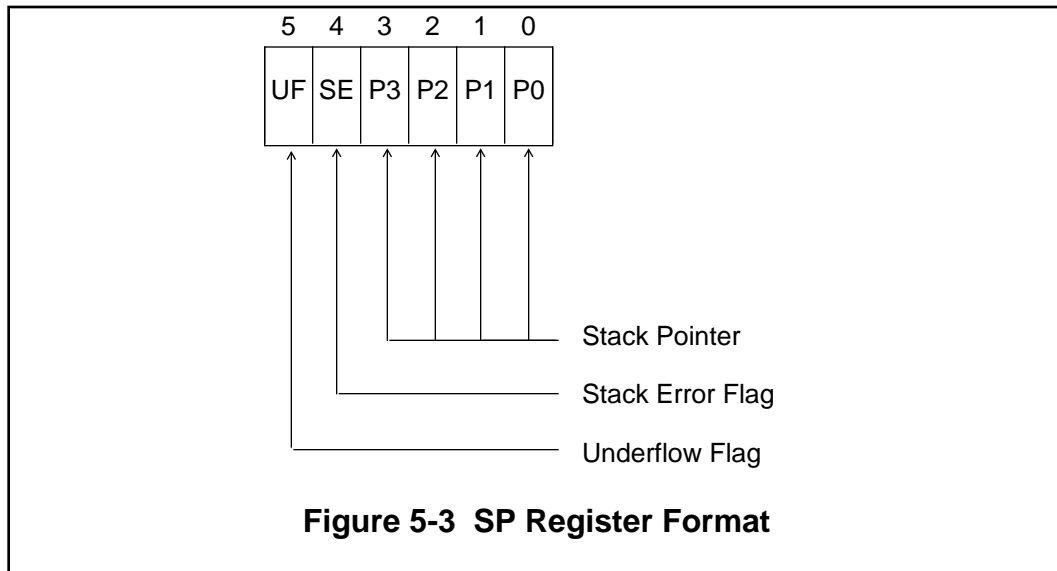 5 4 3 2 1 0
UF SE P3 P2 P1 P0
Stack Pointer
Stack Error Flag
Underflow Flag
Figure 5-3 SP Register Format